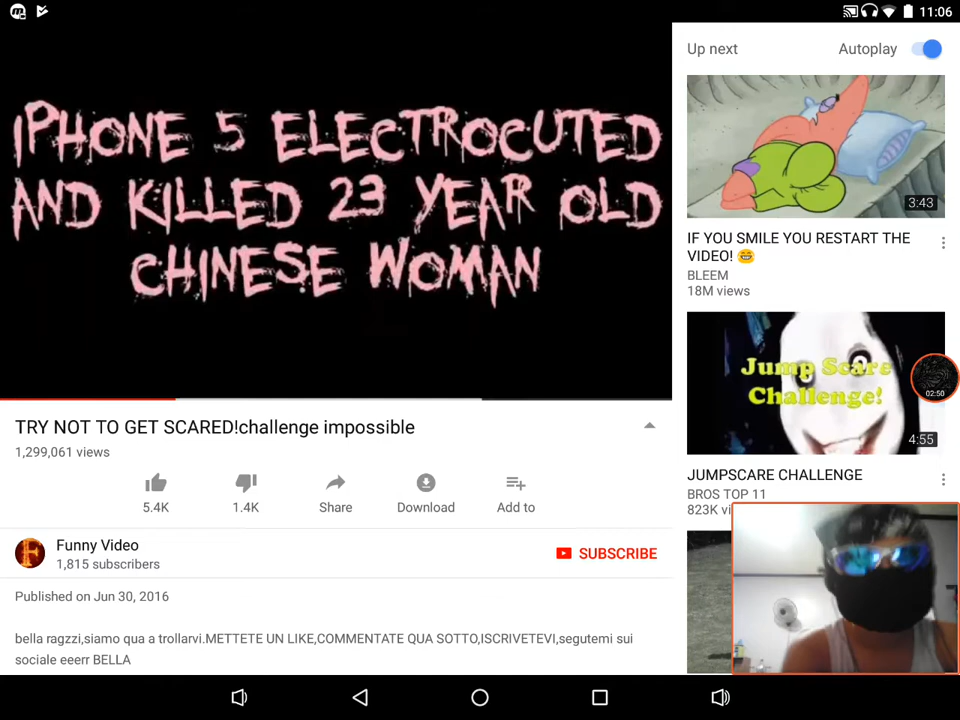 11:06
IPHONE 5 ELECTROCUTED
AND KILLED 23 YEAR OLD
CHINESE WOMAN
TRY NOT TO GET SCARED!challenge impossible
1,299,061 views
5.4K
1.4K
Share
Download
Add to
Funny Video
1,815 subscribers
SUBSCRIBE
Published on Jun 30, 2016
bella ragzzi,siamo qua a trollarvi.METTETE UN LIKE,COMMENTATE QUA SOTTO,ISCRIVETEVI,segutemi sui
sociale eeerr BELLA
Up next
Autoplay
3:43
IF YOU SMILE YOU RESTART THE
VIDEO! 😂
BLEEM
18M views
Jump Scare
Challenge!
02:50
4:55
JUMPSCARE CHALLENGE
BROS TOP 11
823K vi